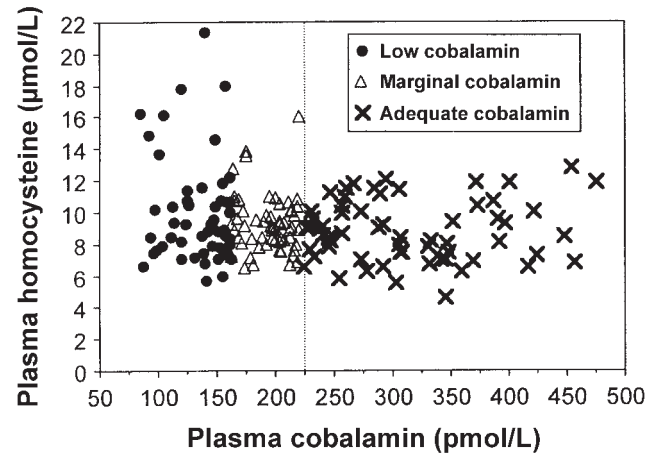 Plasma homocysteine (μmol/L)
22
20
18
16
14
12
10
8
6
4
2
0
Low cobalamin
Marginal cobalamin
Adequate cobalamin
50 100 150 200 250 300 350 400 450 500
Plasma cobalamin (pmol/L)